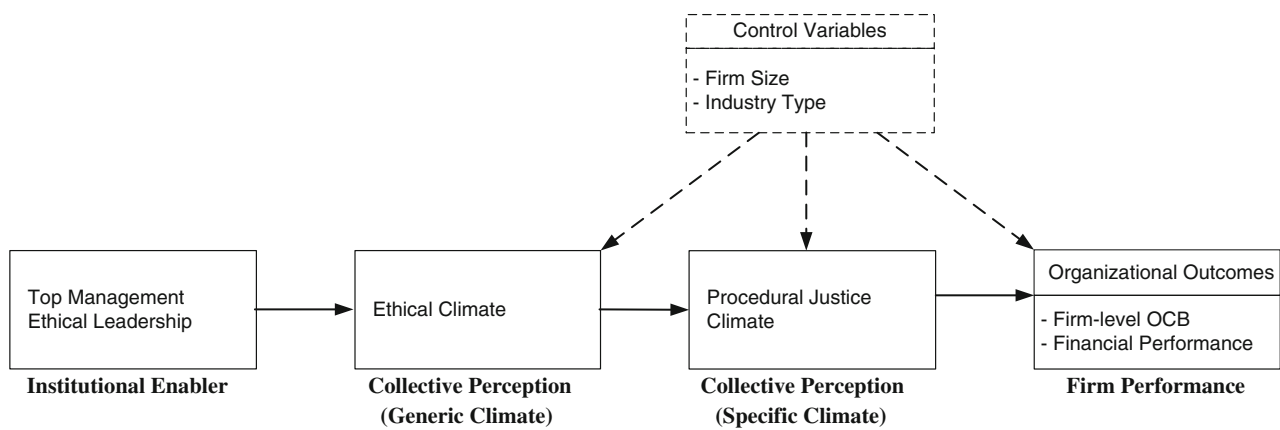 Control Variables
- Firm Size
- Industry Type
Top Management
Ethical Leadership
Ethical Climate
Procedural Justice
Climate
Organizational Outcomes
- Firm-level OCB
- Financial Performance
Institutional Enabler
Collective Perception
(Generic Climate)
Collective Perception
(Specific Climate)
Firm Performance